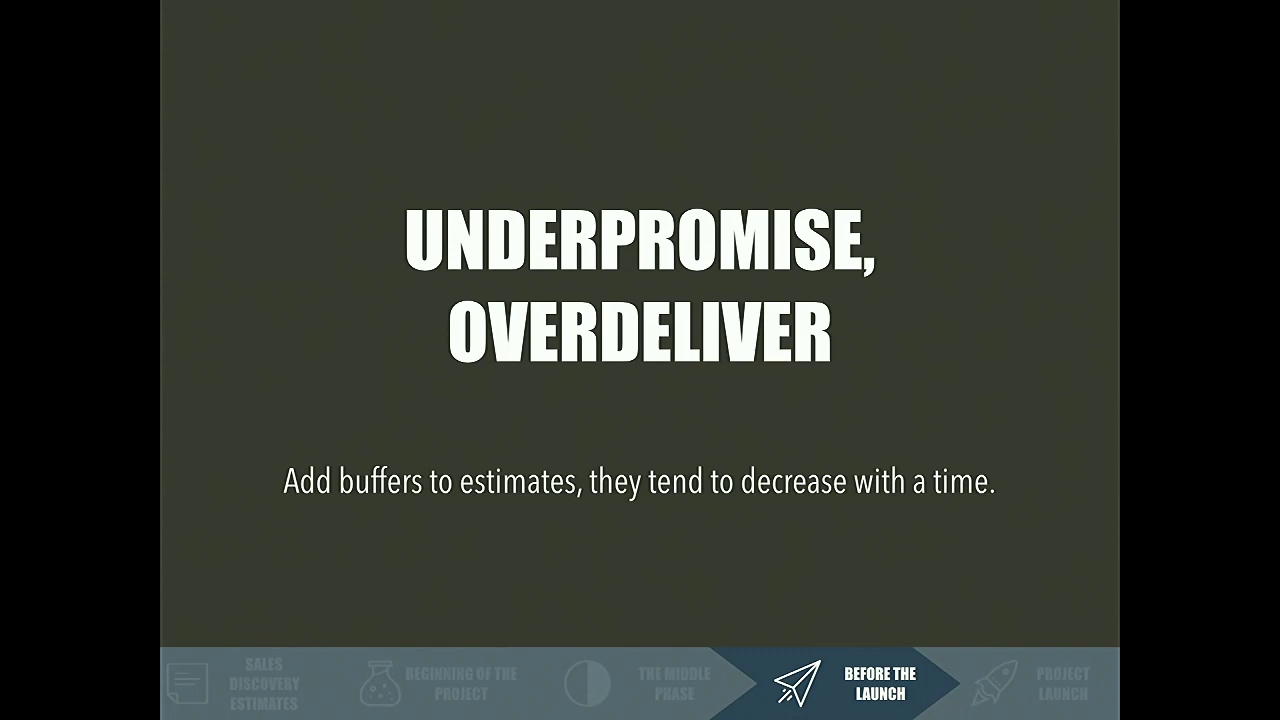 UNDERPROMISE,
OVERDELIVER
Add buffers to estimates, they tend to decrease with a time.
SALES
DISCOVERY
ESTIMATES
BEGINNING OF THE
PROJECT
THE MIDDLE
PHASE
BEFORE THE
LAUNCH
PROJECT
LAUNCH